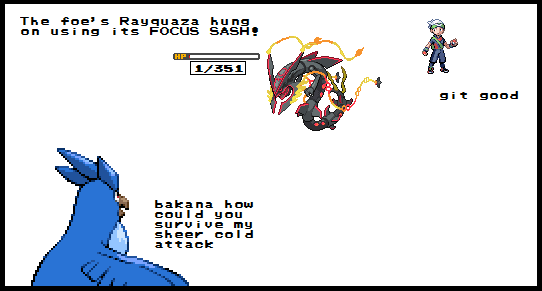 The foe's Rayquaza hung
on using its FOCUS SASH!
HP
1/351
git good
bakana how
could you
survive my
sheer cold
attack